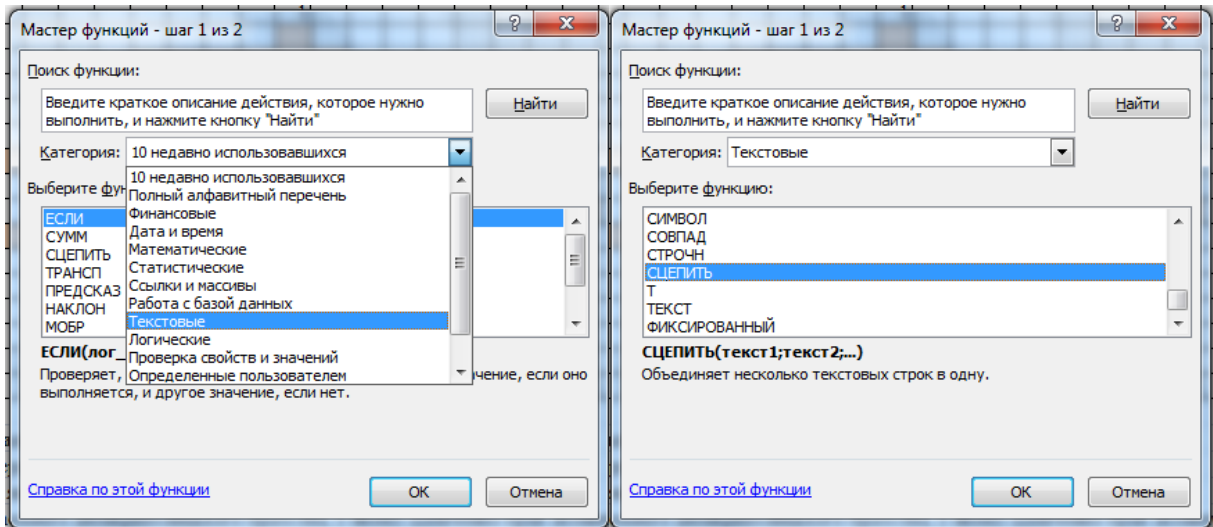 Мастер функций - шаг 1 из 2
Поиск функции:
Введите краткое описание действия, которое нужно
выполнить, и нажмите кнопку "Найти"
Найти
Категория: 10 недавно использовавшихся
10 недавно использовавшихся
Полный алфавитный перечень
Финансовые
Дата и время
Математические
Статистические
Ссылки и массивы
Работа с базой данных
Текстовые
Логические
Проверка свойств и значений
Определенные пользователем
Выберите фун
ЕСЛИ
СУММ
СЦЕПИТЬ
ТРАНСП
ПРЕДСКАЗ
НАКЛОН
МОБР
ЕСЛИ(лог_
Проверяет, чение, если оно
выполняется, и другое значение, если нет.
Справка по этой функции
ОК
Отмена
Мастер функций - шаг 1 из 2
Поиск функции:
Введите краткое описание действия, которое нужно
выполнить, и нажмите кнопку "Найти"
Найти
Категория: Текстовые
Выберите функцию:
СИМВОЛ
СОВПАД
СТРОЧН
СЦЕПИТЬ
Т
ТЕКСТ
ФИКСИРОВАННЫЙ
СЦЕПИТЬ(текст1;текст2;...)
Объединяет несколько текстовых строк в одну.
Справка по этой функции
ОК
Отмена